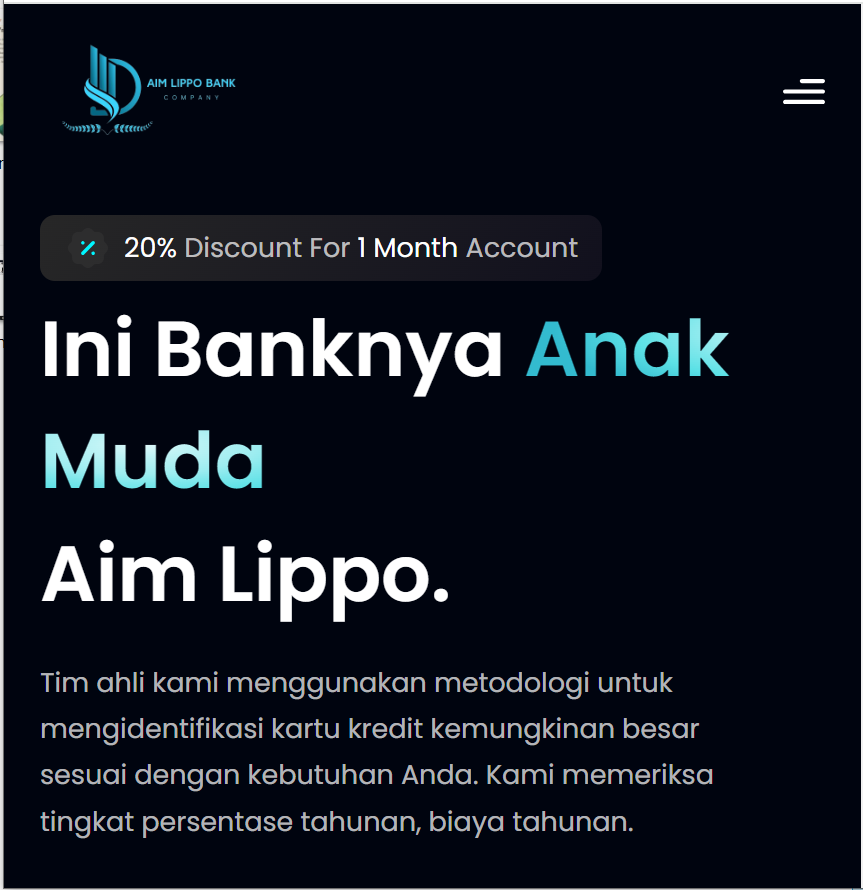 AIM LIPPO BANK
COMPANY
20% Discount For 1 Month Account
Ini Banknya Anak
Muda
Aim Lippo.
Tim ahli kami menggunakan metodologi untuk
mengidentifikasi kartu kredit kemungkinan besar
sesuai dengan kebutuhan Anda. Kami memeriksa
tingkat persentase tahunan, biaya tahunan.